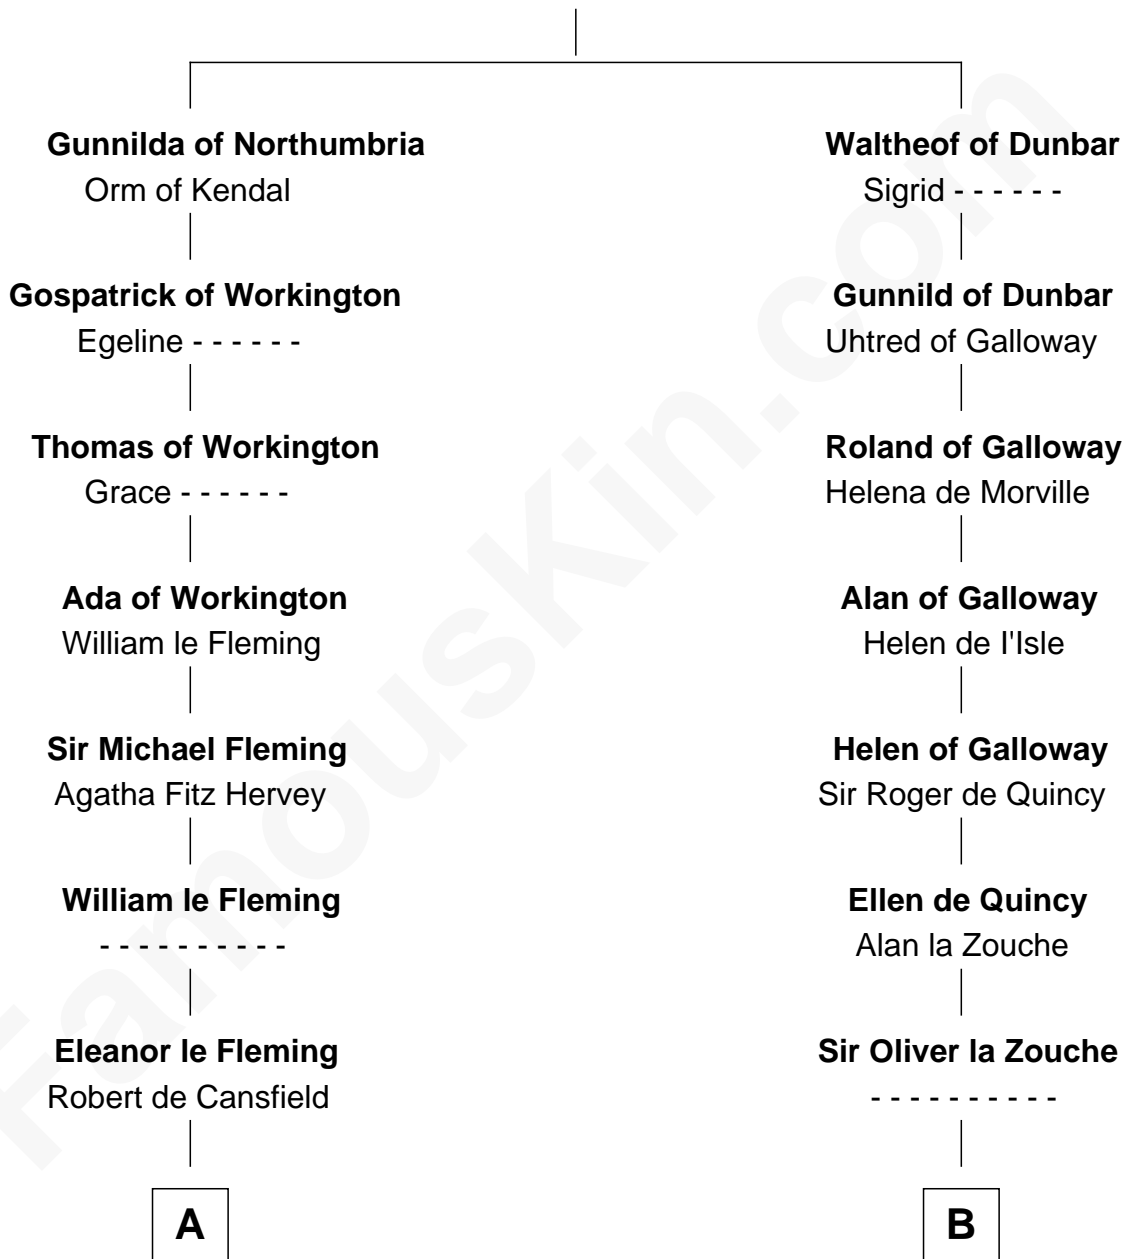 Gunnilda of Northumbria
Orm of Kendal
Gospatrick of Workington
Egeline - - - - - -
Thomas of Workington
Grace - - - - - -
Ada of Workington
William le Fleming
Sir Michael Fleming
Agatha Fitz Hervey
William le Fleming
- - - - - - - - - -
Eleanor le Fleming
Robert de Cansfield
A
Waltheof of Dunbar
Sigrid - - - - - -
Gunnild of Dunbar
Uhtred of Galloway
Roland of Galloway
Helena de Morville
Alan of Galloway
Helen de I'Isle
Helen of Galloway
Sir Roger de Quincy
Ellen de Quincy
Alan la Zouche
Sir Oliver la Zouche
- - - - - - - - - -
B
FamousKin.com